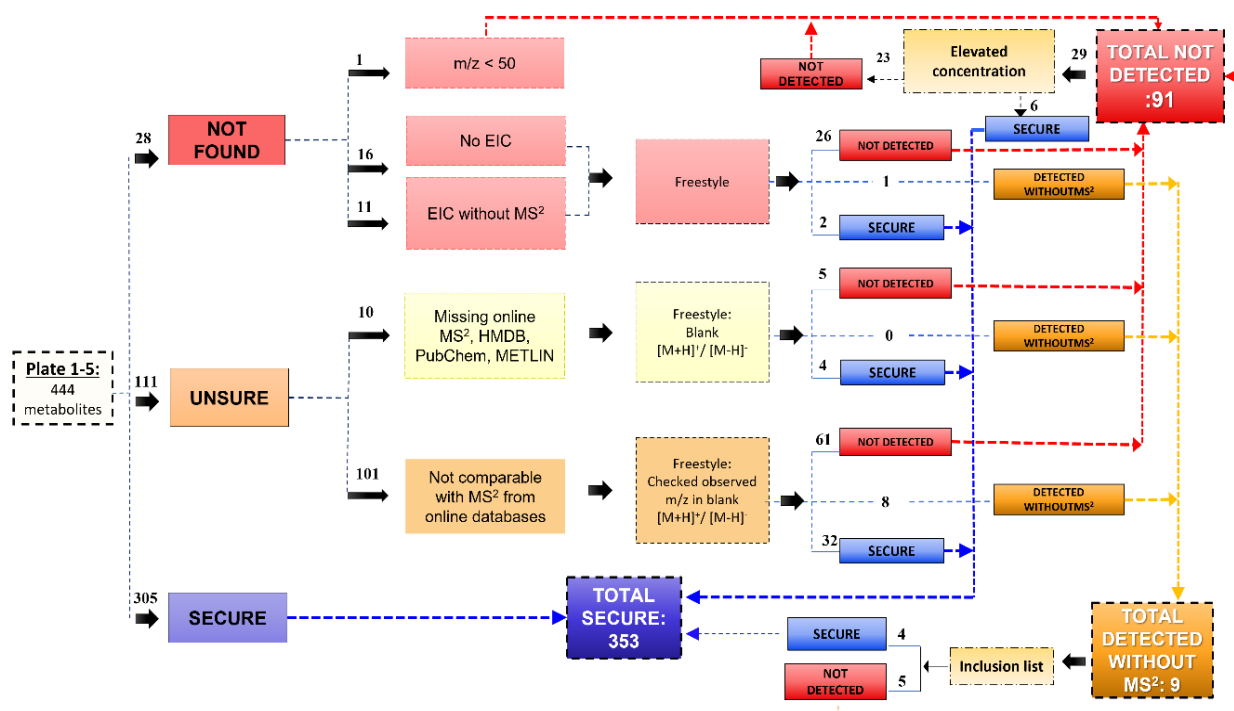 1
m/z < 50
NOT
DETECTED
23
Elevated
concentration
29
TOTAL NOT
DETECTED
:91
6
SECURE
28
NOT
FOUND
16
No EIC
11
EIC without MS²
Freestyle
26
NOT DETECTED
1
DETECTED
WITHOUTMS²
2
SECURE
5
NOT DETECTED
10
Missing online
MS², HMDB,
PubChem, METLIN
Freestyle:
Blank
[M+H]⁺/ [M-H]⁻
0
DETECTED
WITHOUTMS²
4
SECURE
Plate 1-5:
444
metabolites
111
UNSURE
61
NOT DETECTED
101
Not comparable
with MS² from
online databases
Freestyle:
Checked observed
m/z in blank
[M+H]⁺/ [M-H]⁻
8
DETECTED
WITHOUTMS²
32
SECURE
305
SECURE
TOTAL
SECURE:
353
SECURE
4
NOT
DETECTED
5
Inclusion list
TOTAL
DETECTED
WITHOUT
MS²: 9